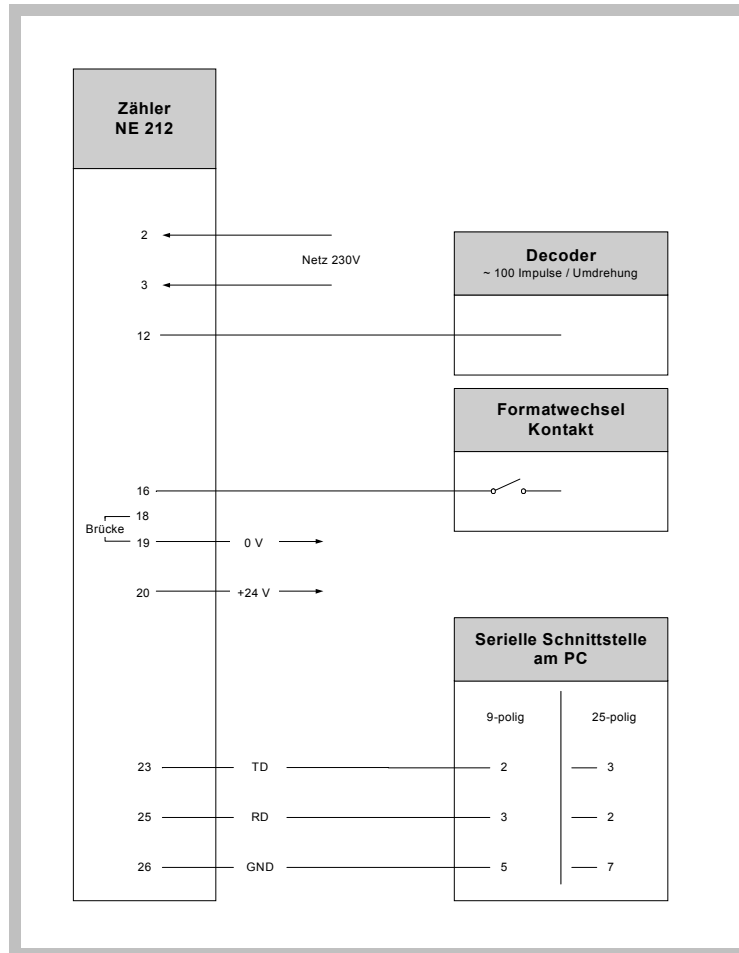 Zähler
NE 212
2
Netz 230V
3
12
Decoder
~ 100 Impulse / Umdrehung
Formatwechsel
Kontakt
16
18
Brücke
19 0 V
20 +24 V
Serielle Schnittstelle
am PC
9-polig 25-polig
23 TD 2 3
25 RD 3 2
26 GND 5 7